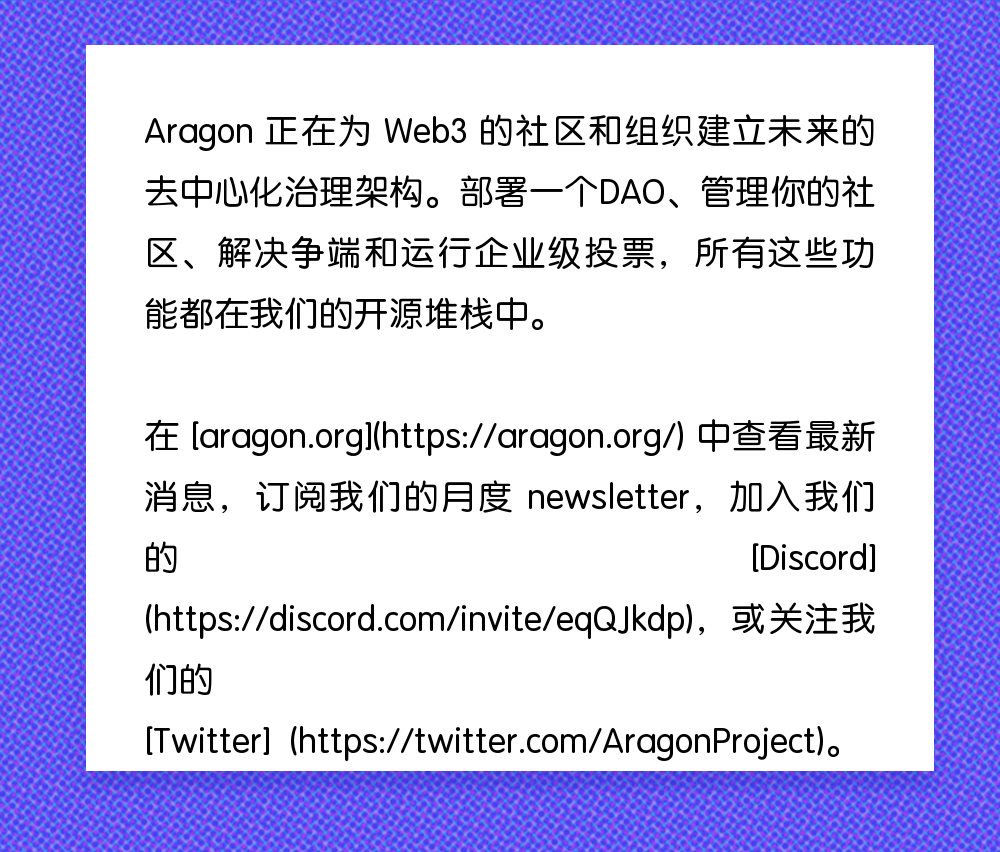 Aragon 正在为 Web3 的社区和组织建立未来的
去中心化治理架构。部署一个DAO、管理你的社
区、解决争端和运行企业级投票，所有这些功
能都在我们的开源堆栈中。
在 [aragon.org](https://aragon.org/) 中查看最新
消息，订阅我们的月度 newsletter，加入我们
的 [Discord]
(https://discord.com/invite/eqQJkdp)，或关注我
们的
[Twitter] (https://twitter.com/AragonProject)。